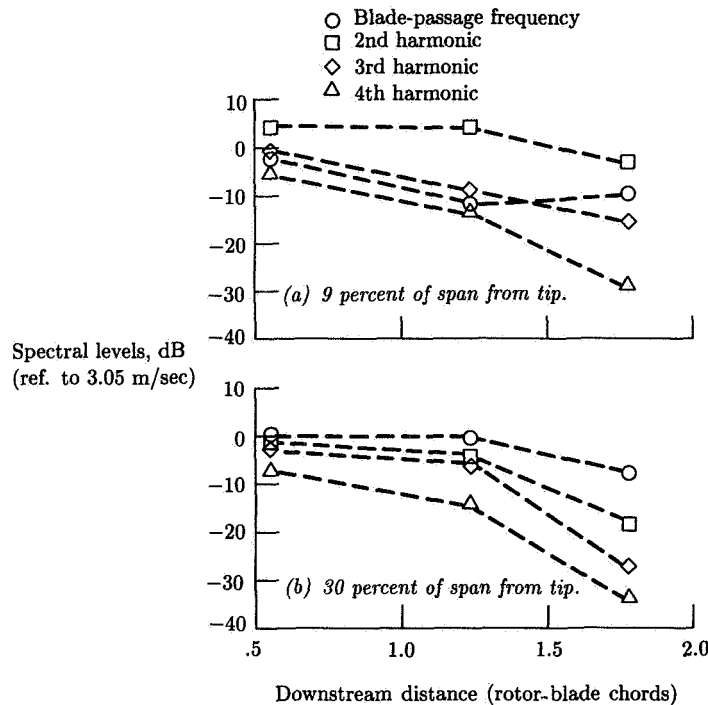 Blade-passage frequency
2nd harmonic
3rd harmonic
4th harmonic
10
0
−10
−20
−30
−40
(a) 9 percent of span from tip.
Spectral levels, dB
(ref. to 3.05 m/sec)
10
0
−10
−20
−30
−40
(b) 30 percent of span from tip.
.5 1.0 1.5 2.0
Downstream distance (rotor-blade chords)